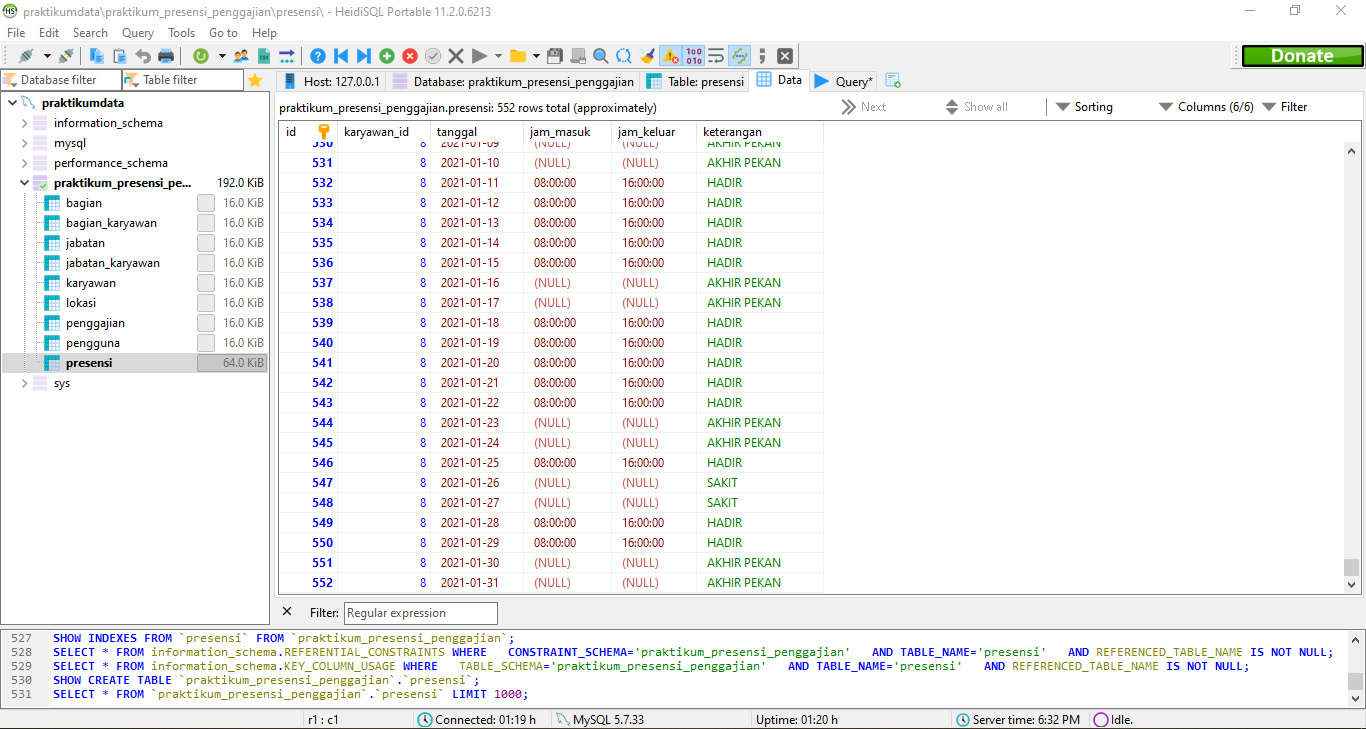 praktikumdata\praktikum_presensi_penggajian\presensi\ - HeidiSQL Portable 11.2.0.6213
File Edit Search Query Tools Go to Help
Donate
Database filter Table filter
Host: 127.0.0.1 Database: praktikum_presensi_penggajian Table: presensi Data Query*
praktikumdata
information_schema
mysql
performance_schema
praktikum_presensi_pe... 192.0 KiB
bagian 16.0 KiB
bagian_karyawan 16.0 KiB
jabatan 16.0 KiB
jabatan_karyawan 16.0 KiB
karyawan 16.0 KiB
lokasi 16.0 KiB
penggajian 16.0 KiB
pengguna 16.0 KiB
presensi 64.0 KiB
sys
praktikum_presensi_penggajian.presensi: 552 rows total (approximately) Next Show all Sorting Columns (6/6) Filter
id karyawan_id tanggal jam_masuk jam_keluar keterangan
530 8 2021-01-09 (NULL) (NULL) AKHIR PEKAN
531 8 2021-01-10 (NULL) (NULL) AKHIR PEKAN
532 8 2021-01-11 08:00:00 16:00:00 HADIR
533 8 2021-01-12 08:00:00 16:00:00 HADIR
534 8 2021-01-13 08:00:00 16:00:00 HADIR
535 8 2021-01-14 08:00:00 16:00:00 HADIR
536 8 2021-01-15 08:00:00 16:00:00 HADIR
537 8 2021-01-16 (NULL) (NULL) AKHIR PEKAN
538 8 2021-01-17 (NULL) (NULL) AKHIR PEKAN
539 8 2021-01-18 08:00:00 16:00:00 HADIR
540 8 2021-01-19 08:00:00 16:00:00 HADIR
541 8 2021-01-20 08:00:00 16:00:00 HADIR
542 8 2021-01-21 08:00:00 16:00:00 HADIR
543 8 2021-01-22 08:00:00 16:00:00 HADIR
544 8 2021-01-23 (NULL) (NULL) AKHIR PEKAN
545 8 2021-01-24 (NULL) (NULL) AKHIR PEKAN
546 8 2021-01-25 08:00:00 16:00:00 HADIR
547 8 2021-01-26 (NULL) (NULL) SAKIT
548 8 2021-01-27 (NULL) (NULL) SAKIT
549 8 2021-01-28 08:00:00 16:00:00 HADIR
550 8 2021-01-29 08:00:00 16:00:00 HADIR
551 8 2021-01-30 (NULL) (NULL) AKHIR PEKAN
552 8 2021-01-31 (NULL) (NULL) AKHIR PEKAN
Filter: Regular expression
527 SHOW INDEXES FROM `presensi` FROM `praktikum_presensi_penggajian`;
528 SELECT * FROM information_schema.REFERENTIAL_CONSTRAINTS WHERE CONSTRAINT_SCHEMA='praktikum_presensi_penggajian' AND TABLE_NAME='presensi' AND REFERENCED_TABLE_NAME IS NOT NULL;
529 SELECT * FROM information_schema.KEY_COLUMN_USAGE WHERE TABLE_SCHEMA='praktikum_presensi_penggajian' AND TABLE_NAME='presensi' AND REFERENCED_TABLE_NAME IS NOT NULL;
530 SHOW CREATE TABLE `praktikum_presensi_penggajian`.`presensi`;
531 SELECT * FROM `praktikum_presensi_penggajian`.`presensi` LIMIT 1000;
r1 : c1 Connected: 01:19 h MySQL 5.7.33 Uptime: 01:20 h Server time: 6:32 PM Idle.